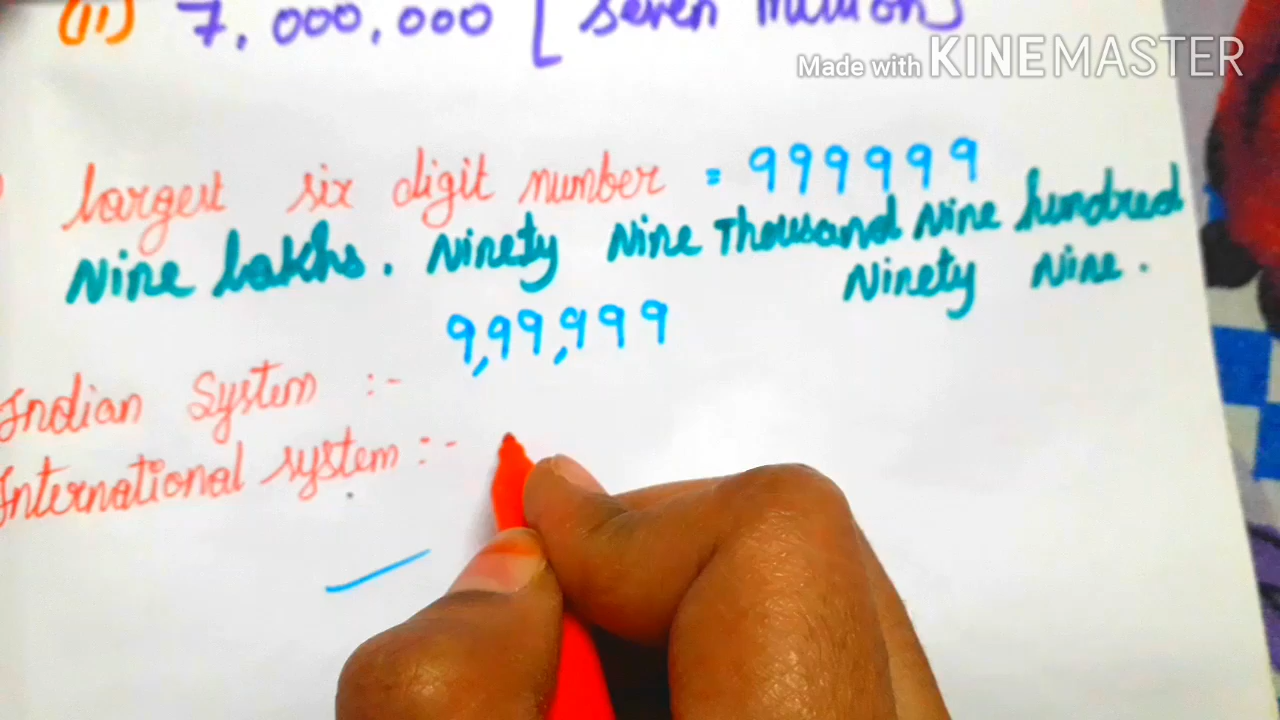 (ii) 7,000,000 [ Seven Million]
Made with KINEMASTER
largest six digit number = 999999
Nine Lakhs. Ninety Nine Thousand Nine hundred
Ninety Nine.
9,99,999
Indian System :-
International system :-